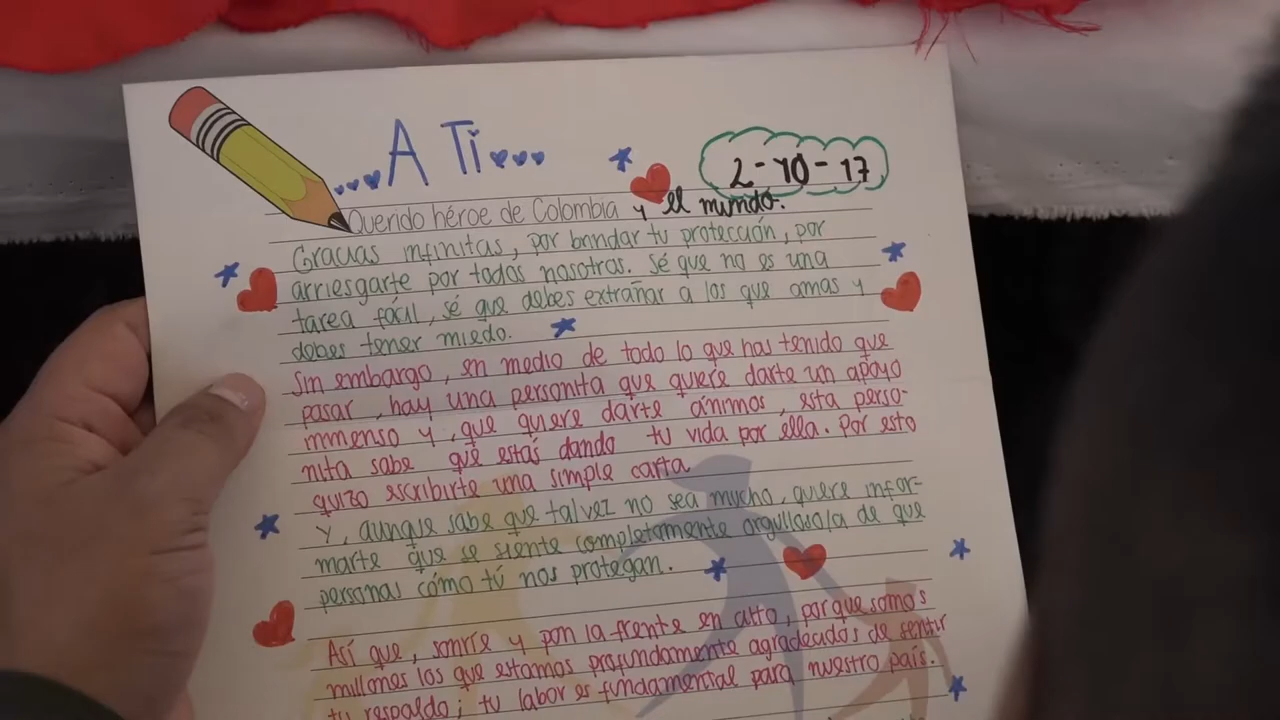 ...A Ti...
2-10-17
Querido héroe de Colombia y el mundo.
Gracias infinitas, por brindar tu protección, por
arriesgarte por todos nosotros. Sé que no es una
tarea fácil, sé que debes extrañar a los que amas y
debes tener miedo.
Sin embargo, en medio de todo lo que has tenido que
pasar, hay una personita que quiere darte un apoyo
inmenso y, que quiere darte ánimos, esta perso-
nita sabe que estás dando tu vida por ella. Por esto
quizo escribirte una simple carta
Y, aunque sabe que tal vez no sea mucho, quiere infor-
marte que se siente completamente orgullosa/a de que
personas cómo tú nos protegan.
Así que, sonríe y pon la frente en alto, porque somos
millones los que estamos profundamente agradecidos de sentir
tu respaldo; tu labor es fundamental para nuestro país.